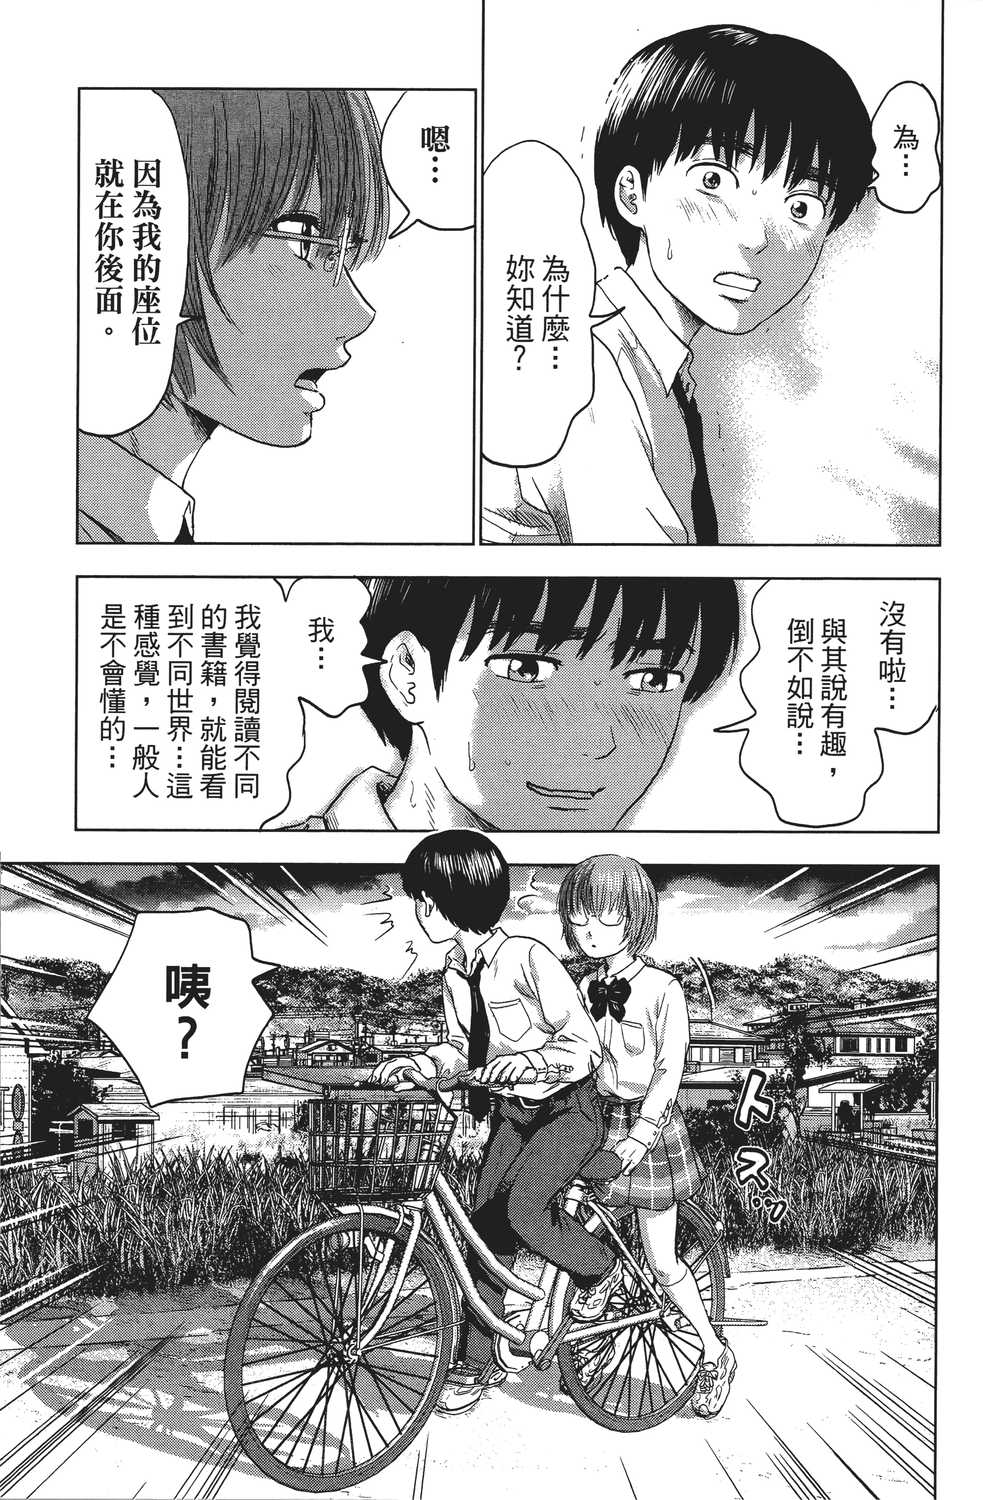 為…
為什麼…
妳知道？
嗯…
因為我的座位
就在你後面。
沒有啦…
與其說有趣，
倒不如說…
我…
我覺得閱讀不同
的書籍，就能看
到不同世界…這
種感覺，一般人
是不會懂的…
咦？
トスッ